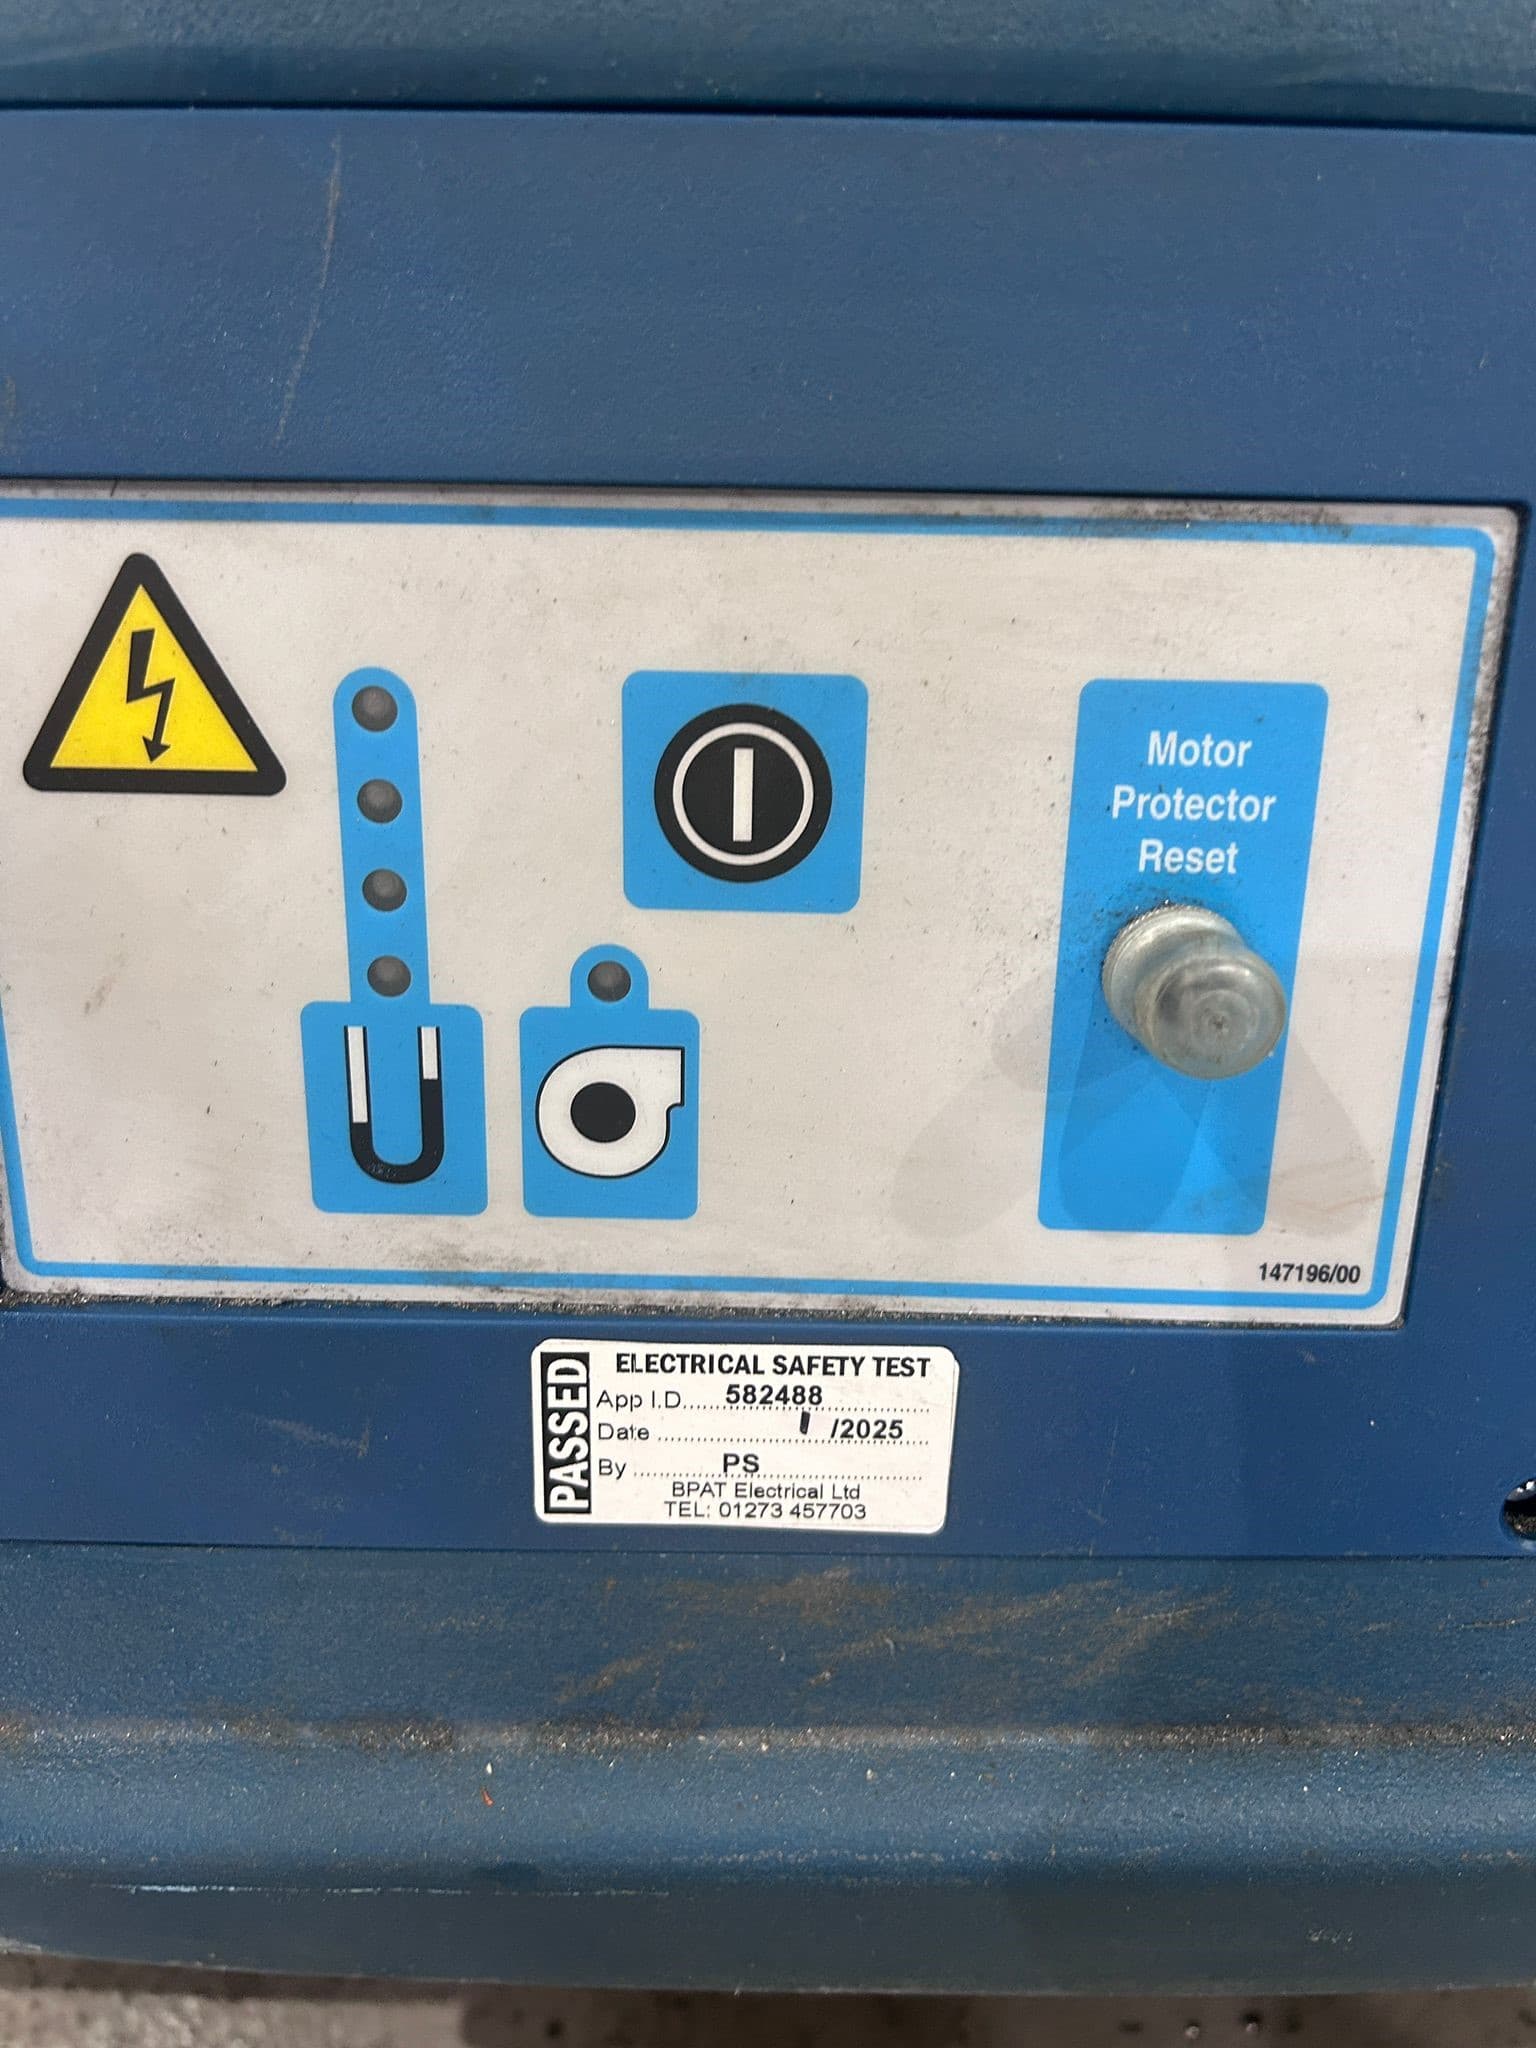 Motor
Protector
Reset
147196/00
PASSED
ELECTRICAL SAFETY TEST
App I.D. 582488
Date 1/2025
By PS
BPAT Electrical Ltd
TEL: 01273 457703